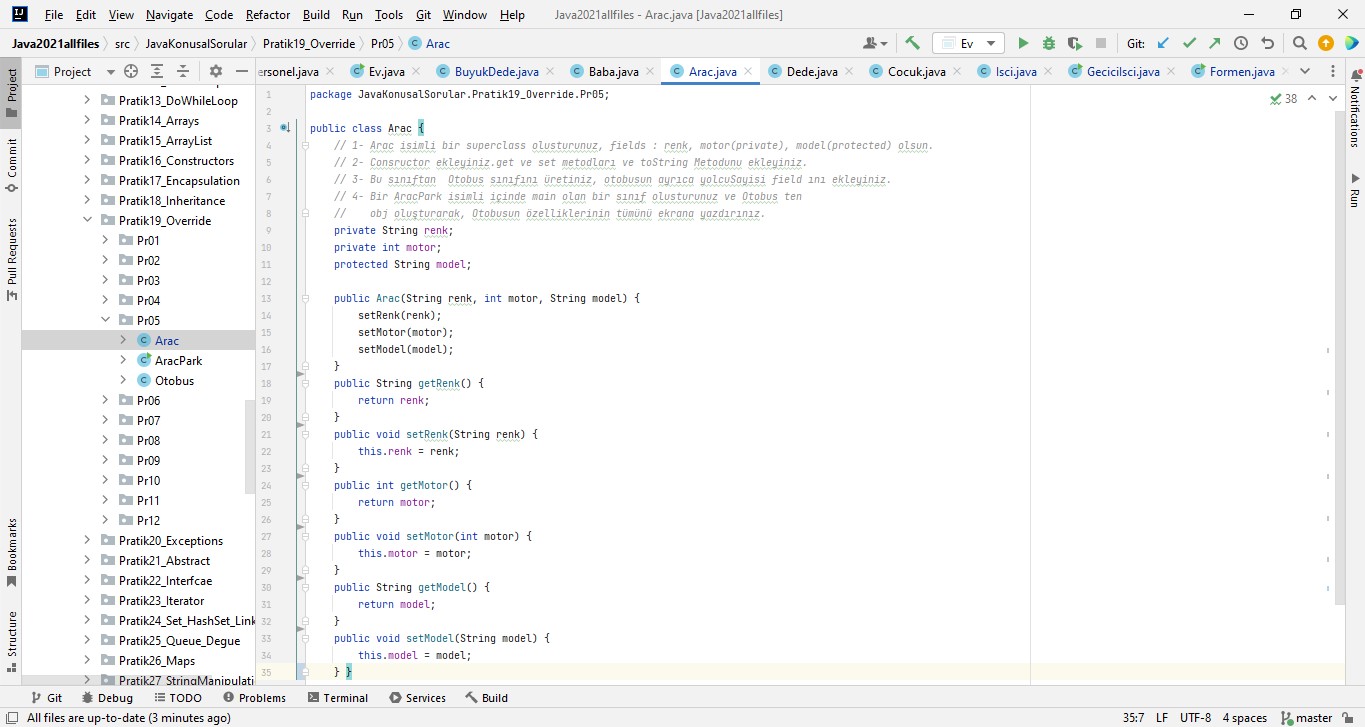 File Edit View Navigate Code Refactor Build Run Tools Git Window Help Java2021allfiles - Arac.java [Java2021allfiles]
Java2021allfiles src JavaKonusalSorular Pratik19_Override Pr05 Arac Ev Git:
Project ersonel.java Ev.java BuyukDede.java Baba.java Arac.java Dede.java Cocuk.java Isci.java GeciciIsci.java Formen.java
Project
Commit
Pull Requests
Bookmarks
Structure
Pratik13_DoWhileLoop
Pratik14_Arrays
Pratik15_ArrayList
Pratik16_Constructors
Pratik17_Encapsulation
Pratik18_Inheritance
Pratik19_Override
Pr01
Pr02
Pr03
Pr04
Pr05
Arac
AracPark
Otobus
Pr06
Pr07
Pr08
Pr09
Pr10
Pr11
Pr12
Pratik20_Exceptions
Pratik21_Abstract
Pratik22_Interfcae
Pratik23_Iterator
Pratik24_Set_HashSet_Link
Pratik25_Queue_Degue
Pratik26_Maps
Pratik27_StringManipulati
1 package JavaKonusalSorular.Pratik19_Override.Pr05;
2
3 public class Arac {
4 // 1- Arac isimli bir superclass olusturunuz, fields : renk, motor(private), model(protected) olsun.
5 // 2- Consructor ekleyiniz.get ve set metodları ve toString Metodunu ekleyiniz.
6 // 3- Bu sınıftan Otobus sınıfını üretiniz, otobusun ayrıca yolcuSayisi field ını ekleyiniz.
7 // 4- Bir AracPark isimli içinde main olan bir sınıf olusturunuz ve Otobus ten
8 // obj oluşturarak, Otobusun özelliklerinin tümünü ekrana yazdırınız.
9 private String renk;
10 private int motor;
11 protected String model;
12
13 public Arac(String renk, int motor, String model) {
14 setRenk(renk);
15 setMotor(motor);
16 setModel(model);
17 }
18 public String getRenk() {
19 return renk;
20 }
21 public void setRenk(String renk) {
22 this.renk = renk;
23 }
24 public int getMotor() {
25 return motor;
26 }
27 public void setMotor(int motor) {
28 this.motor = motor;
29 }
30 public String getModel() {
31 return model;
32 }
33 public void setModel(String model) {
34 this.model = model;
35 } }
38
Notifications
Run
Git Debug TODO Problems Terminal Services Build
All files are up-to-date (3 minutes ago) 35:7 LF UTF-8 4 spaces master